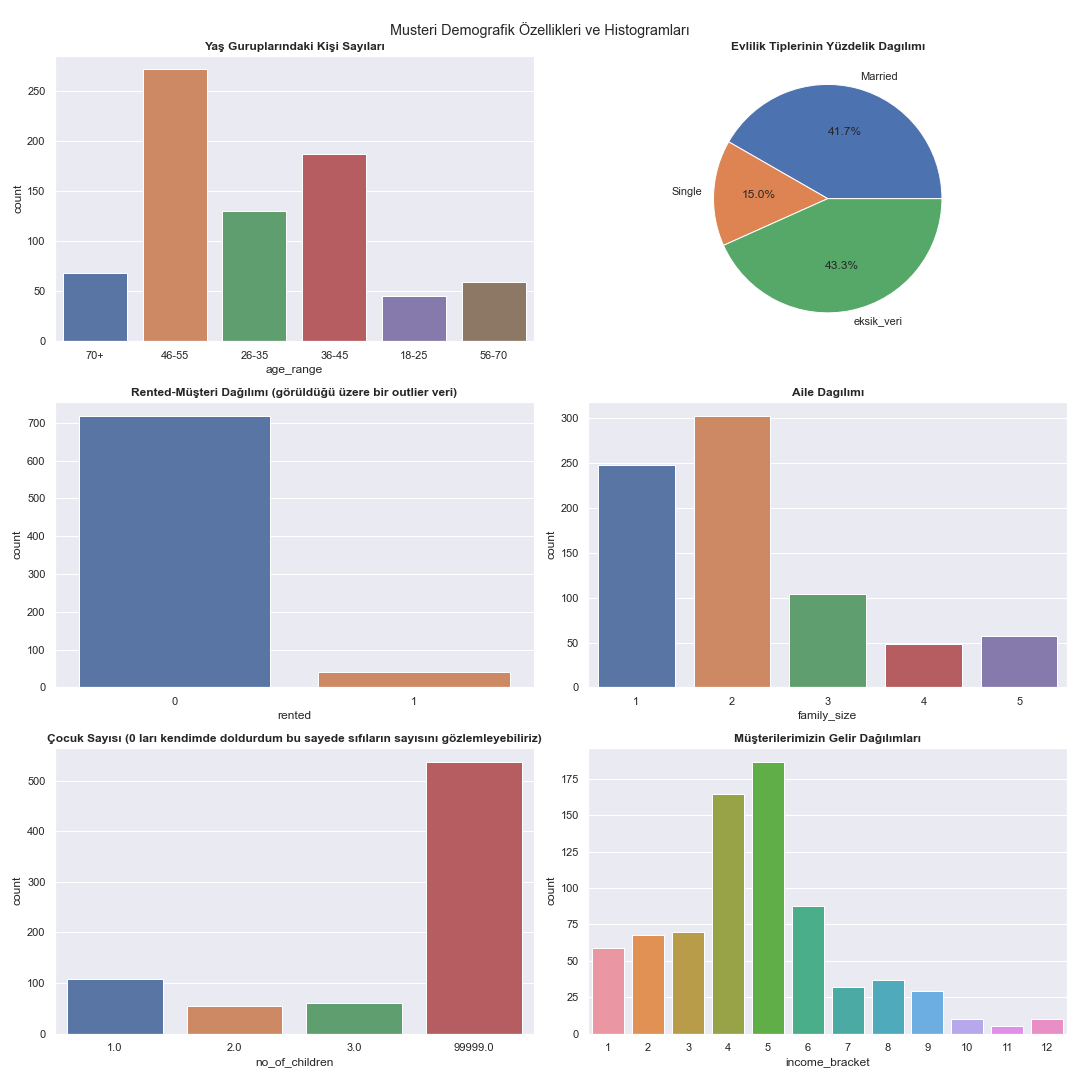 Musteri Demografik Özellikleri ve Histogramları
Yaş Guruplarındaki Kişi Sayıları
250
200
150
100
50
0
count
70+ 46-55 26-35 36-45 18-25 56-70
age_range
Evlilik Tiplerinin Yüzdelik Dagılımı
Married
41.7%
Single
15.0%
43.3%
eksik_veri
Rented-Müşteri Dağılımı (görüldüğü üzere bir outlier veri)
700
600
500
400
300
200
100
0
count
0 1
rented
Aile Dagılımı
300
250
200
150
100
50
0
count
1 2 3 4 5
family_size
Çocuk Sayısı (0 ları kendimde doldurdum bu sayede sıfıların sayısını gözlemleyebiliriz)
500
400
300
200
100
0
count
1.0 2.0 3.0 99999.0
no_of_children
Müşterilerimizin Gelir Dağılımları
175
150
125
100
75
50
25
0
count
1 2 3 4 5 6 7 8 9 10 11 12
income_bracket